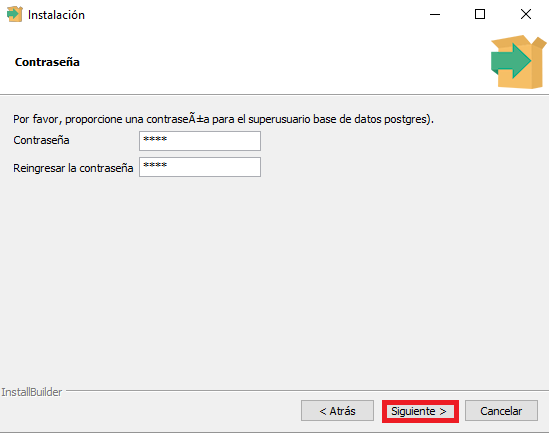 Instalación
Contraseña
Por favor, proporcione una contraseÃ±a para el superusuario base de datos postgres).
Contraseña ****
Reingresar la contraseña ****
InstallBuilder
< Atrás Siguiente > Cancelar